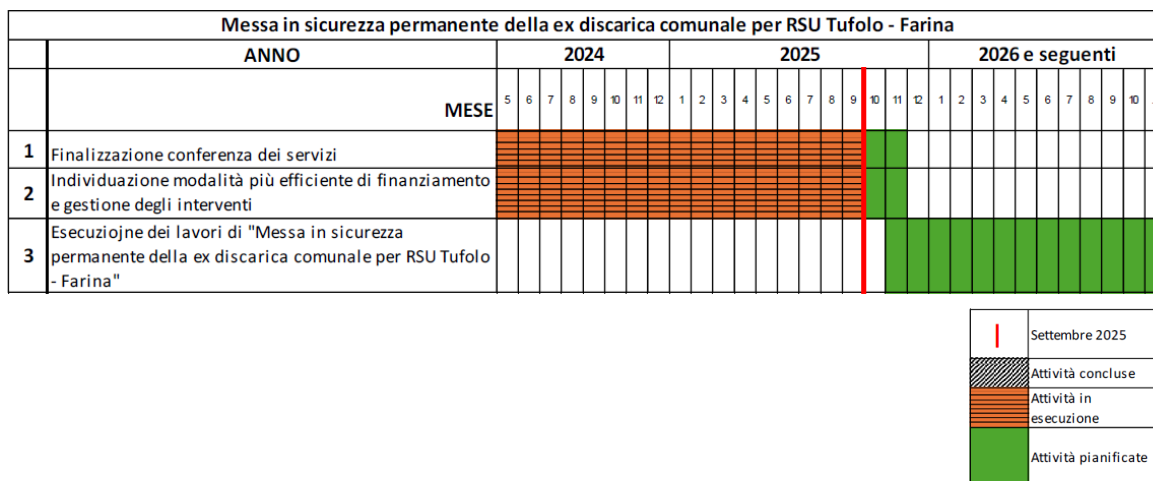 Messa in sicurezza permanente della ex discarica comunale per RSU Tufolo - Farina
ANNO 2024 2025 2026 e seguenti
MESE 5 6 7 8 9 10 11 12 1 2 3 4 5 6 7 8 9 10 11 12 1 2 3 4 5 6 7 8 9 10
1 Finalizzazione conferenza dei servizi
2 Individuazione modalità più efficiente di finanziamento
e gestione degli interventi
3 Esecuziojne dei lavori di "Messa in sicurezza
permanente della ex discarica comunale per RSU Tufolo
- Farina"
Settembre 2025
Attività concluse
Attività in
esecuzione
Attività pianificate